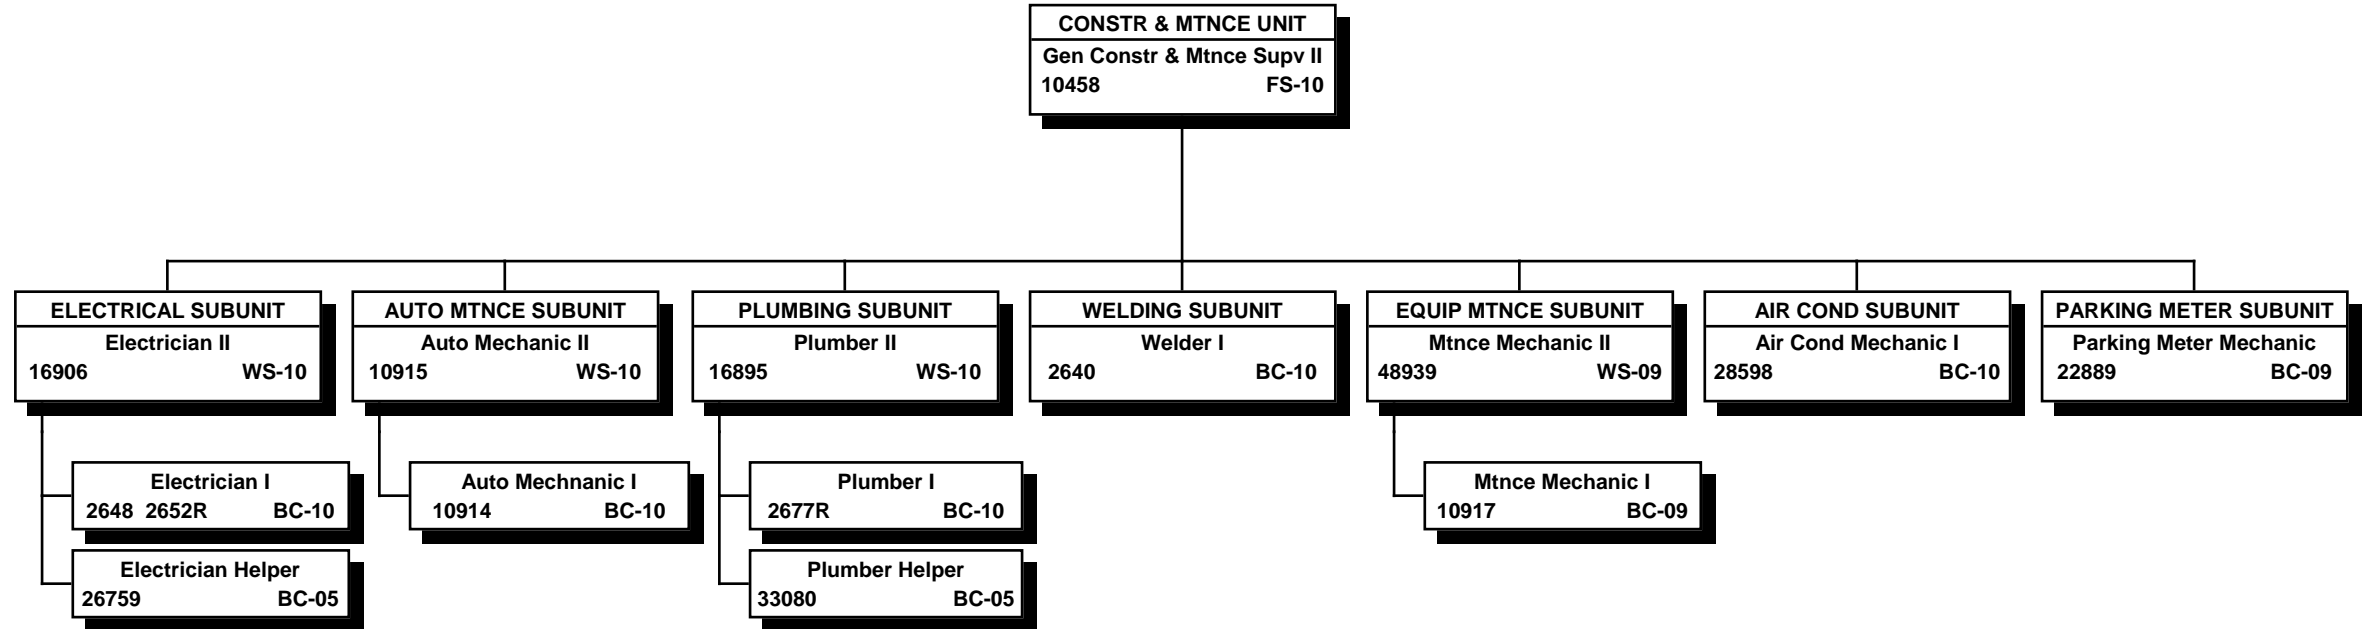 CONSTR & MTNCE UNIT
Gen Constr & Mtnce Supv II
10458 FS-10
ELECTRICAL SUBUNIT
Electrician II
16906 WS-10
Electrician I
2648 2652R BC-10
Electrician Helper
26759 BC-05
AUTO MTNCE SUBUNIT
Auto Mechanic II
10915 WS-10
Auto Mechnanic I
10914 BC-10
PLUMBING SUBUNIT
Plumber II
16895 WS-10
Plumber I
2677R BC-10
Plumber Helper
33080 BC-05
WELDING SUBUNIT
Welder I
2640 BC-10
EQUIP MTNCE SUBUNIT
Mtnce Mechanic II
48939 WS-09
Mtnce Mechanic I
10917 BC-09
AIR COND SUBUNIT
Air Cond Mechanic I
28598 BC-10
PARKING METER SUBUNIT
Parking Meter Mechanic
22889 BC-09